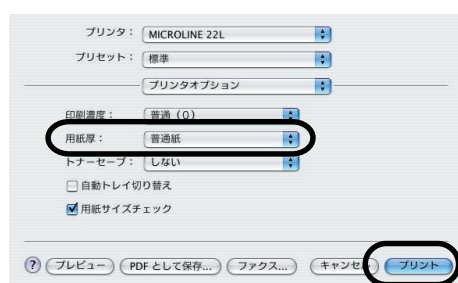 プリンタ： MICROLINE 22L
プリセット： 標準
プリンタオプション
印刷濃度： 普通（0）
用紙厚： 普通紙
トナーセーブ： しない
自動トレイ切り替え
用紙サイズチェック
? プレビュー PDF として保存... ファクス... キャンセル プリント